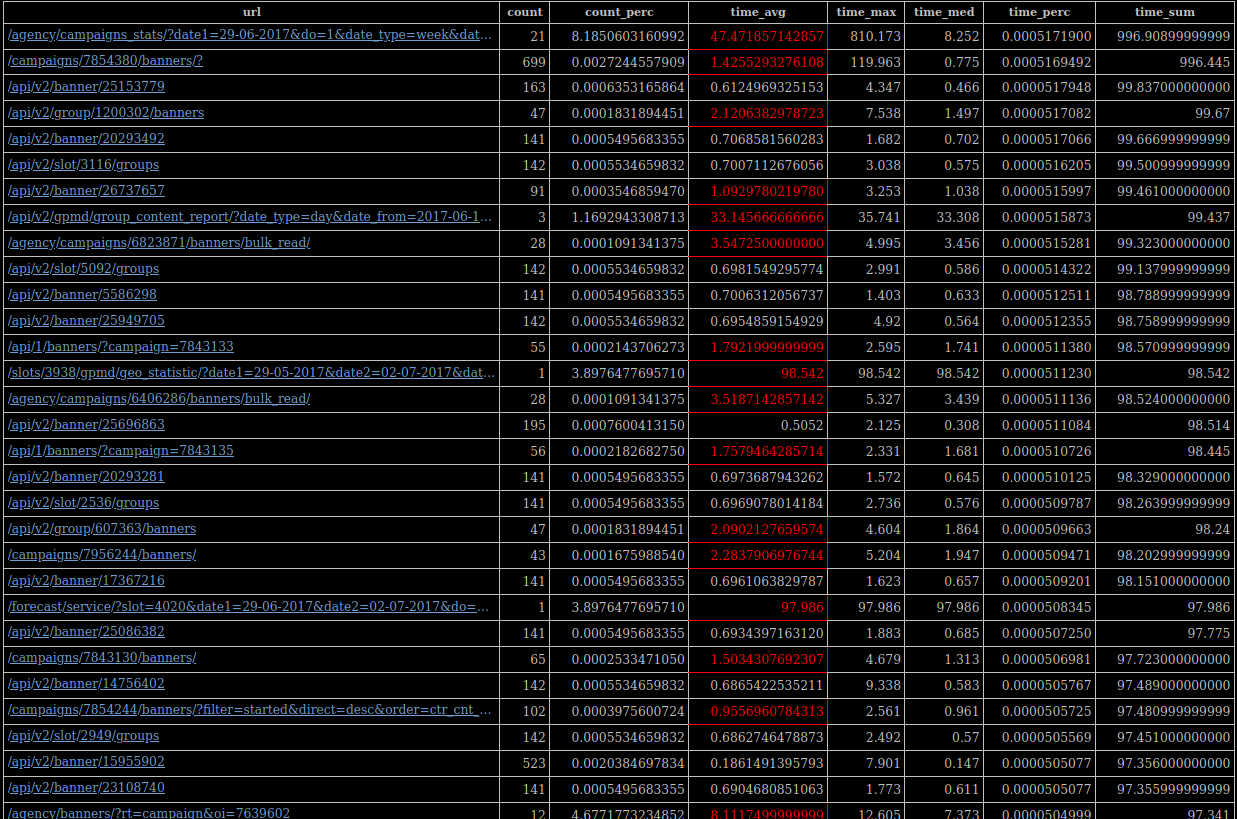 url count count_perc time_avg time_max time_med time_perc time_sum
/agency/campaigns_stats/?date1=29-06-2017&do=1&date_type=week&dat... 21 8.1850603160992 47.471857142857 810.173 8.252 0.0005171900 996.90899999999
/campaigns/7854380/banners/? 699 0.0027244557909 1.4255293276108 119.963 0.775 0.0005169492 996.445
/api/v2/banner/25153779 163 0.0006353165864 0.6124969325153 4.347 0.466 0.0005179948 99.837000000000
/api/v2/group/1200302/banners 47 0.0001831894451 2.1206382978723 7.538 1.497 0.0005170082 99.67
/api/v2/banner/20293492 141 0.0005495683355 0.7068581560283 1.682 0.702 0.0005170066 99.666999999999
/api/v2/slot/3116/groups 142 0.0005534659832 0.7007112676056 3.038 0.575 0.0005162205 99.500999999999
/api/v2/banner/26737657 91 0.0003546859470 1.0929780219780 3.253 1.038 0.0005159997 99.461000000000
/api/v2/gpmd/group_content_report/?date_type=day&date_from=2017-06-1... 3 1.1692943308713 33.145666666666 35.741 33.308 0.0005158873 99.437
/agency/campaigns/6823871/banners/bulk_read/ 28 0.0001091341375 3.5472500000000 4.995 3.456 0.0005152281 99.323000000000
/api/v2/slot/5092/groups 142 0.0005534659832 0.6981549295774 2.991 0.586 0.0005143322 99.137999999999
/api/v2/banner/5586298 141 0.0005495683355 0.7006312056737 1.403 0.633 0.0005125511 98.788999999999
/api/v2/banner/25949705 142 0.0005534659832 0.6954859154929 4.92 0.564 0.0005123355 98.758999999999
/api/1/banners/?campaign=7843133 55 0.0002143706273 1.7921999999999 2.595 1.741 0.0005113380 98.570999999999
/slots/3938/gpmd/geo_statistic/?date1=29-05-2017&date2=02-07-2017&dat... 1 3.8976477695710 98.542 98.542 98.542 0.0005111230 98.542
/agency/campaigns/6406286/banners/bulk_read/ 28 0.0001091341375 3.5187142857142 5.327 3.439 0.0005111136 98.524000000000
/api/v2/banner/25696863 195 0.0007600413150 0.5052 2.125 0.308 0.0005111084 98.514
/api/1/banners/?campaign=7843135 56 0.0002182682750 1.7579464285714 2.331 1.681 0.0005110726 98.445
/api/v2/banner/20293281 141 0.0005495683355 0.6973687943262 1.572 0.645 0.0005110125 98.329000000000
/api/v2/slot/2536/groups 141 0.0005495683355 0.6969078014184 2.736 0.576 0.0005109787 98.263999999999
/api/v2/group/607363/banners 47 0.0001831894451 2.0902127659574 4.604 1.864 0.0005109663 98.24
/campaigns/7956244/banners/ 43 0.0001675988540 2.2837906976744 5.204 1.947 0.0005109471 98.202999999999
/api/v2/banner/17367216 141 0.0005495683355 0.6961063829787 1.623 0.657 0.0005109201 98.151000000000
/forecast/service/?slot=4020&date1=29-06-2017&date2=02-07-2017&do=... 1 3.8976477695710 97.986 97.986 97.986 0.0005108345 97.986
/api/v2/banner/25086382 141 0.0005495683355 0.6934397163120 1.883 0.685 0.0005107250 97.775
/campaigns/7843130/banners/ 65 0.0002533471050 1.5034307692307 4.679 1.313 0.0005106981 97.723000000000
/api/v2/banner/14756402 142 0.0005534659832 0.6865422535211 9.338 0.583 0.0005105767 97.489000000000
/campaigns/7854244/banners/?filter=started&direct=desc&order=ctr_cnt_... 102 0.0003975600724 0.9556960784313 2.561 0.961 0.0005105725 97.480999999999
/api/v2/slot/2949/groups 142 0.0005534659832 0.6862746478873 2.492 0.57 0.0005105569 97.451000000000
/api/v2/banner/15955902 523 0.0020384697834 0.1861491395793 7.901 0.147 0.0005105077 97.356000000000
/api/v2/banner/23108740 141 0.0005495683355 0.6904680851063 1.773 0.611 0.0005105077 97.355999999999
/agency/banners/?rt=campaign&oi=7639602 12 4.6771773234852 8.1117499999999 12.605 7.373 0.0005104999 97.341